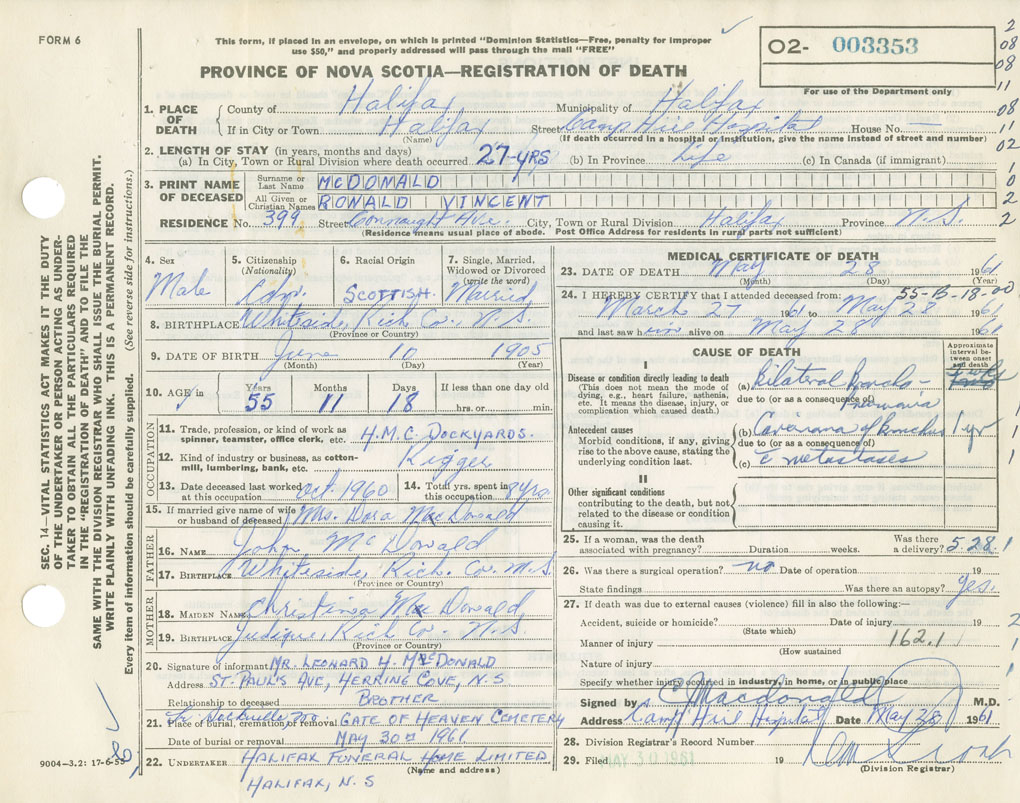 FORM 6
This form, if placed in an envelope, on which is printed "Dominion Statistics—Free, penalty for improper
use $50," and properly addressed will pass through the mail "FREE"
PROVINCE OF NOVA SCOTIA—REGISTRATION OF DEATH
O2- 003353
For use of the Department only
SEC. 14—VITAL STATISTICS ACT MAKES IT THE DUTY
OF THE UNDERTAKER OR PERSON ACTING AS UNDER-
TAKER TO OBTAIN ALL THE PARTICULARS REQUIRED
IN THE "REGISTRATION OF DEATH" AND TO FILE THE
SAME WITH THE DIVISION REGISTRAR WHO SHALL ISSUE THE BURIAL PERMIT.
WRITE PLAINLY WITH UNFADING INK. THIS IS A PERMANENT RECORD.
Every item of information should be carefully supplied. (See reverse side for instructions.)
1. PLACE OF DEATH County of Halifax, Municipality of Halifax
If in City or Town Halifax Street Camp Hill Hospital House No. —
(Name) (If death occurred in a hospital or Institution, give the name instead of street and number)
2. LENGTH OF STAY (in years, months and days)
(a) In City, Town or Rural Division where death occurred 27-YRS (b) In Province Life (c) In Canada (if immigrant)
3. PRINT NAME OF DECEASED Surname or Last Name MCDONALD
All Given or Christian Names RONALD VINCENT
RESIDENCE No. 399 Street Connaught Ave. City, Town or Rural Division Halifax Province N.S.
(Residence means usual place of abode. Post Office Address for residents in rural parts not sufficient)
4. Sex Male
5. Citizenship (Nationality) Cdn.
6. Racial Origin SCOTTISH.
7. Single, Married, Widowed or Divorced (write the word) Married
8. BIRTHPLACE Whiteside, Rich. Co., N.S.
(Province or Country)
9. DATE OF BIRTH June 10 1905
(Month) (Day) (Year)
10. AGE Years 55 Months 11 Days 18 If less than one day old
hrs. or min.
OCCUPATION
11. Trade, profession, or kind of work as spinner, teamster, office clerk, etc. H.M.C. DOCKYARDS.
12. Kind of industry or business, as cotton-mill, lumbering, bank, etc. Rigger
13. Date deceased last worked at this occupation Oct. 1960 14. Total yrs. spent in this occupation 8 yrs.
15. If married give name of wife or husband of deceased Mrs. Dora McDonald
FATHER
16. NAME John McDonald
17. BIRTHPLACE Whiteside, Rich. Co. N.S.
(Province or Country)
MOTHER
18. MAIDEN NAME Christina McDonald
19. BIRTHPLACE Judique, Rich Co. N.S.
(Province or Country)
20. Signature of informant MR. LEONARD H. McDONALD
Address ST. PAUL'S AVE, HERRING COVE, N.S
Relationship to deceased BROTHER
21. Place of burial, cremation or removal GATE OF HEAVEN CEMETERY
Date of burial or removal MAY 30TH 1961
22. UNDERTAKER HALIFAX FUNERAL HOME LIMITED
(Name and address)
HALIFAX, N.S
9004-3.2: 17-6-58
MEDICAL CERTIFICATE OF DEATH
23. DATE OF DEATH May 28 1961
(Month) (Day) (Year)
55-B-18-00
24. I HEREBY CERTIFY that I attended deceased from:
March 27 1961 to May 28 1961
and last saw him alive on May 28 1961
CAUSE OF DEATH
Approximate interval between onset and death
I
Disease or condition directly leading to death
(This does not mean the mode of dying, e.g., heart failure, asthenia, etc. It means the disease, injury, or complication which caused death.)
(a) Bilateral Broncho-
due to (or as a consequence of) Pneumonia
Antecedent causes
Morbid conditions, if any, giving rise to the above cause, stating the underlying condition last.
(b) Carcinoma of bronchus 1 yr
due to (or as a consequence of)
(c) c metastases
II
Other significant conditions
contributing to the death, but not related to the disease or condition causing it.
25. If a woman, was the death associated with pregnancy? Duration weeks. Was there a delivery? 5.28.1
26. Was there a surgical operation? no Date of operation 19
State findings Was there an autopsy? Yes.
27. If death was due to external causes (violence) fill in also the following:—
Accident, suicide or homicide? Date of injury 19
(State which)
Manner of injury 162.1
(How sustained)
Nature of injury
Specify whether injury occurred in industry, in home, or in public place
Signed by Macdonald M.D.
Address Camp Hill Hospital Date May 28 1961
28. Division Registrar's Record Number
29. Filed MAY 30 1961 19
(Division Registrar)